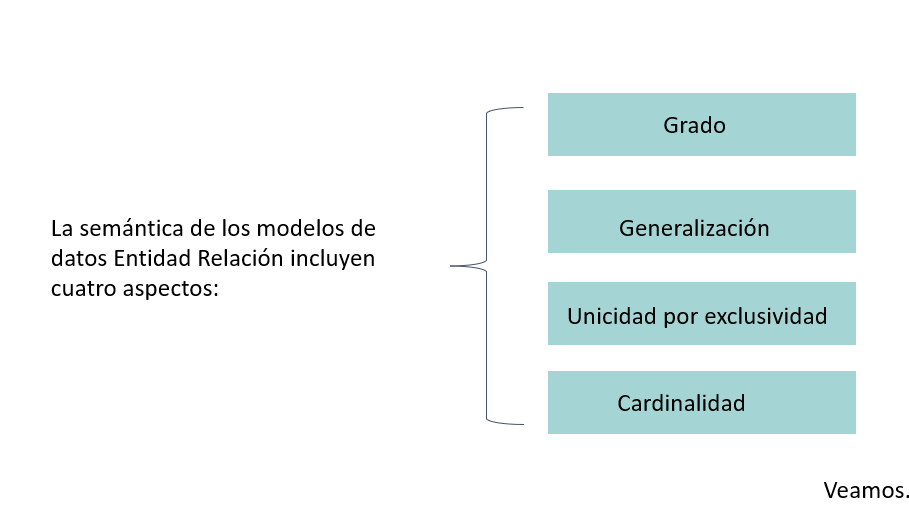 La semántica de los modelos de
datos Entidad Relación incluyen
cuatro aspectos:
Grado
Generalización
Unicidad por exclusividad
Cardinalidad
Veamos.